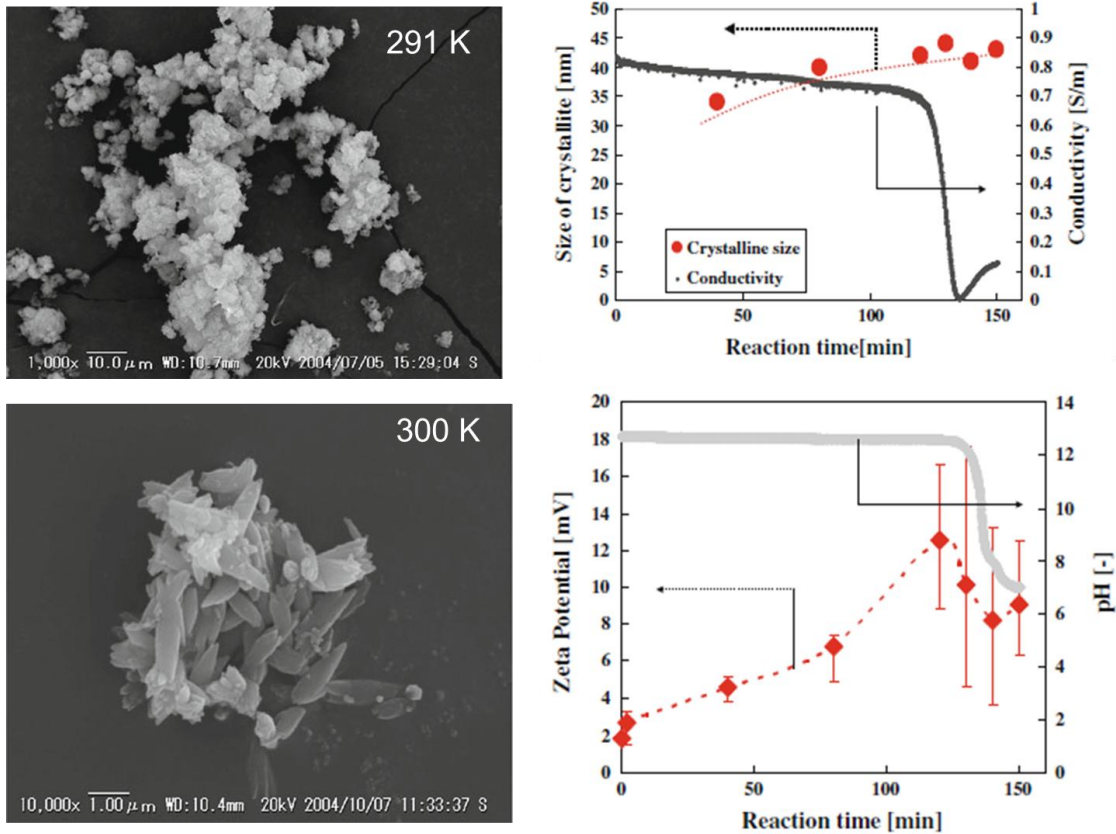 291 K
1,000x 10.0μm WD:10.7mm 20kV 2004/07/05 15:29:04 S
50
45
40
35
30
25
20
15
10
5
0
Size of crystallite [nm]
1
0.9
0.8
0.7
0.6
0.5
0.4
0.3
0.2
0.1
0
Conductivity [S/m]
Crystalline size
Conductivity
0 50 100 150
Reaction time[min]
300 K
10,000x 1.00μm WD:10.4mm 20kV 2004/10/07 11:33:37 S
20
18
16
14
12
10
8
6
4
2
0
Zeta Potential [mV]
14
12
10
8
6
4
2
0
pH [-]
0 50 100 150
Reaction time [min]